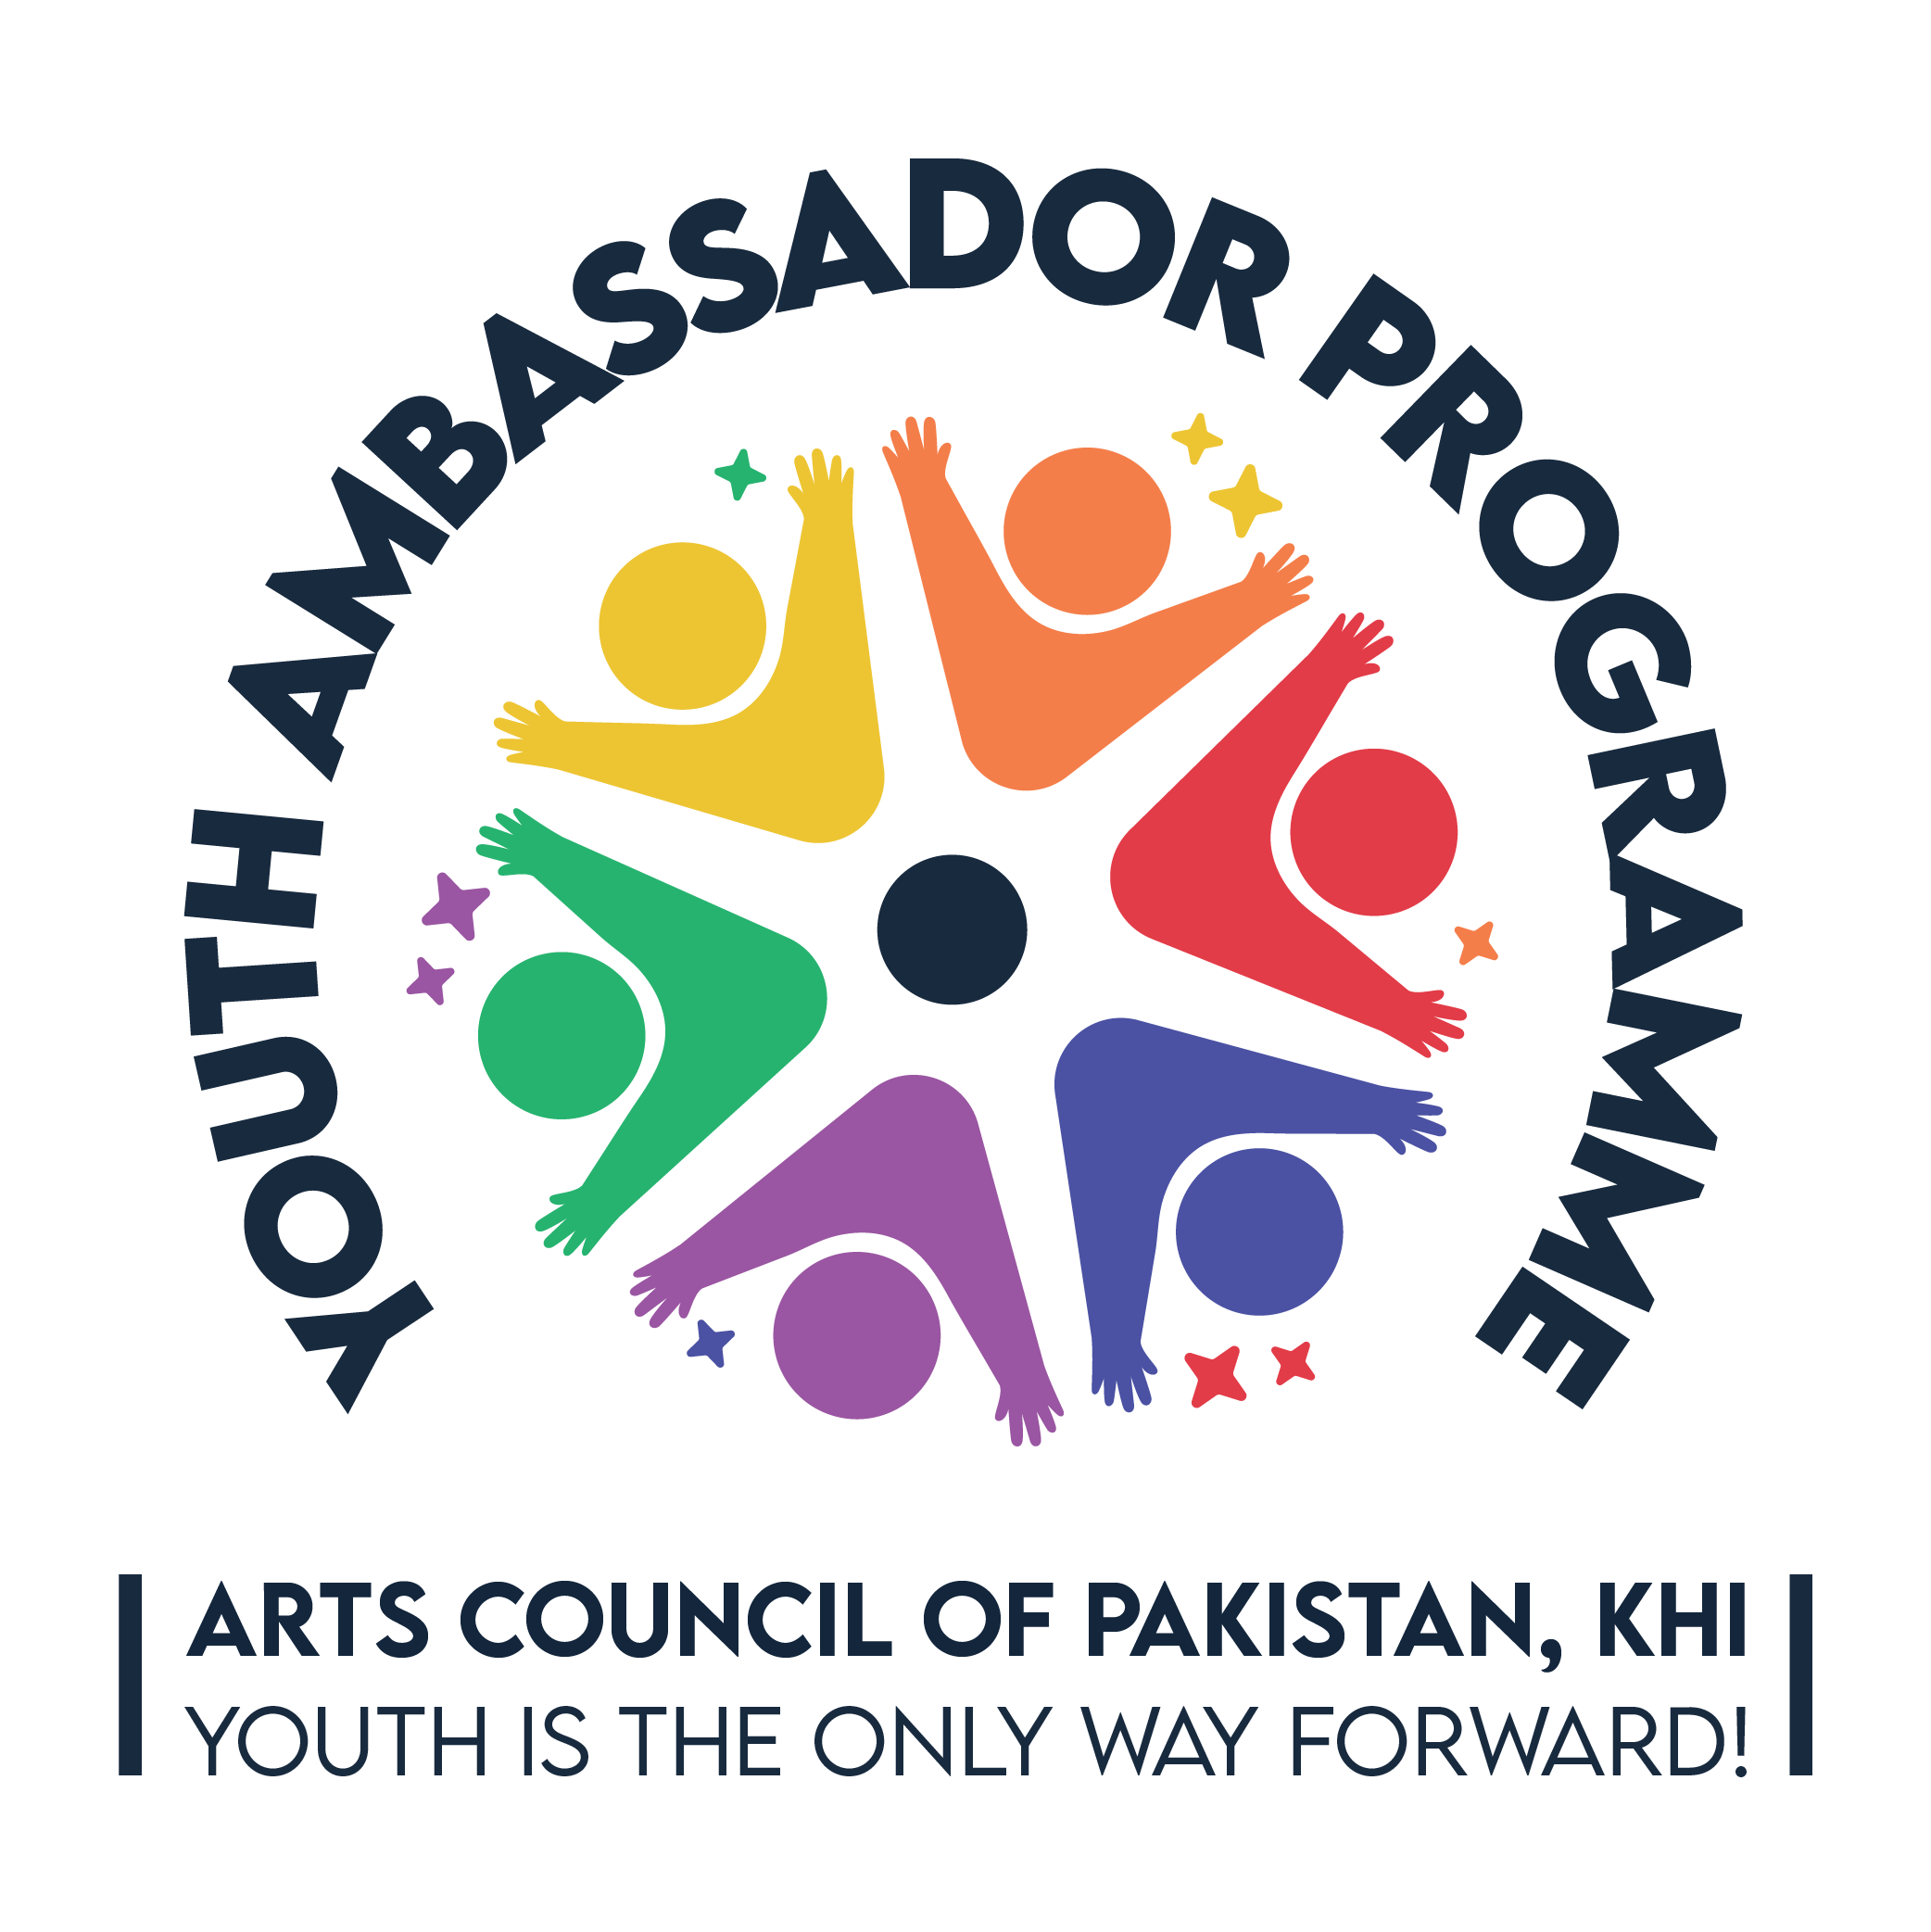 YOUTH AMBASSADOR PROGRAMME
ARTS COUNCIL OF PAKISTAN, KHI
YOUTH IS THE ONLY WAY FORWARD!